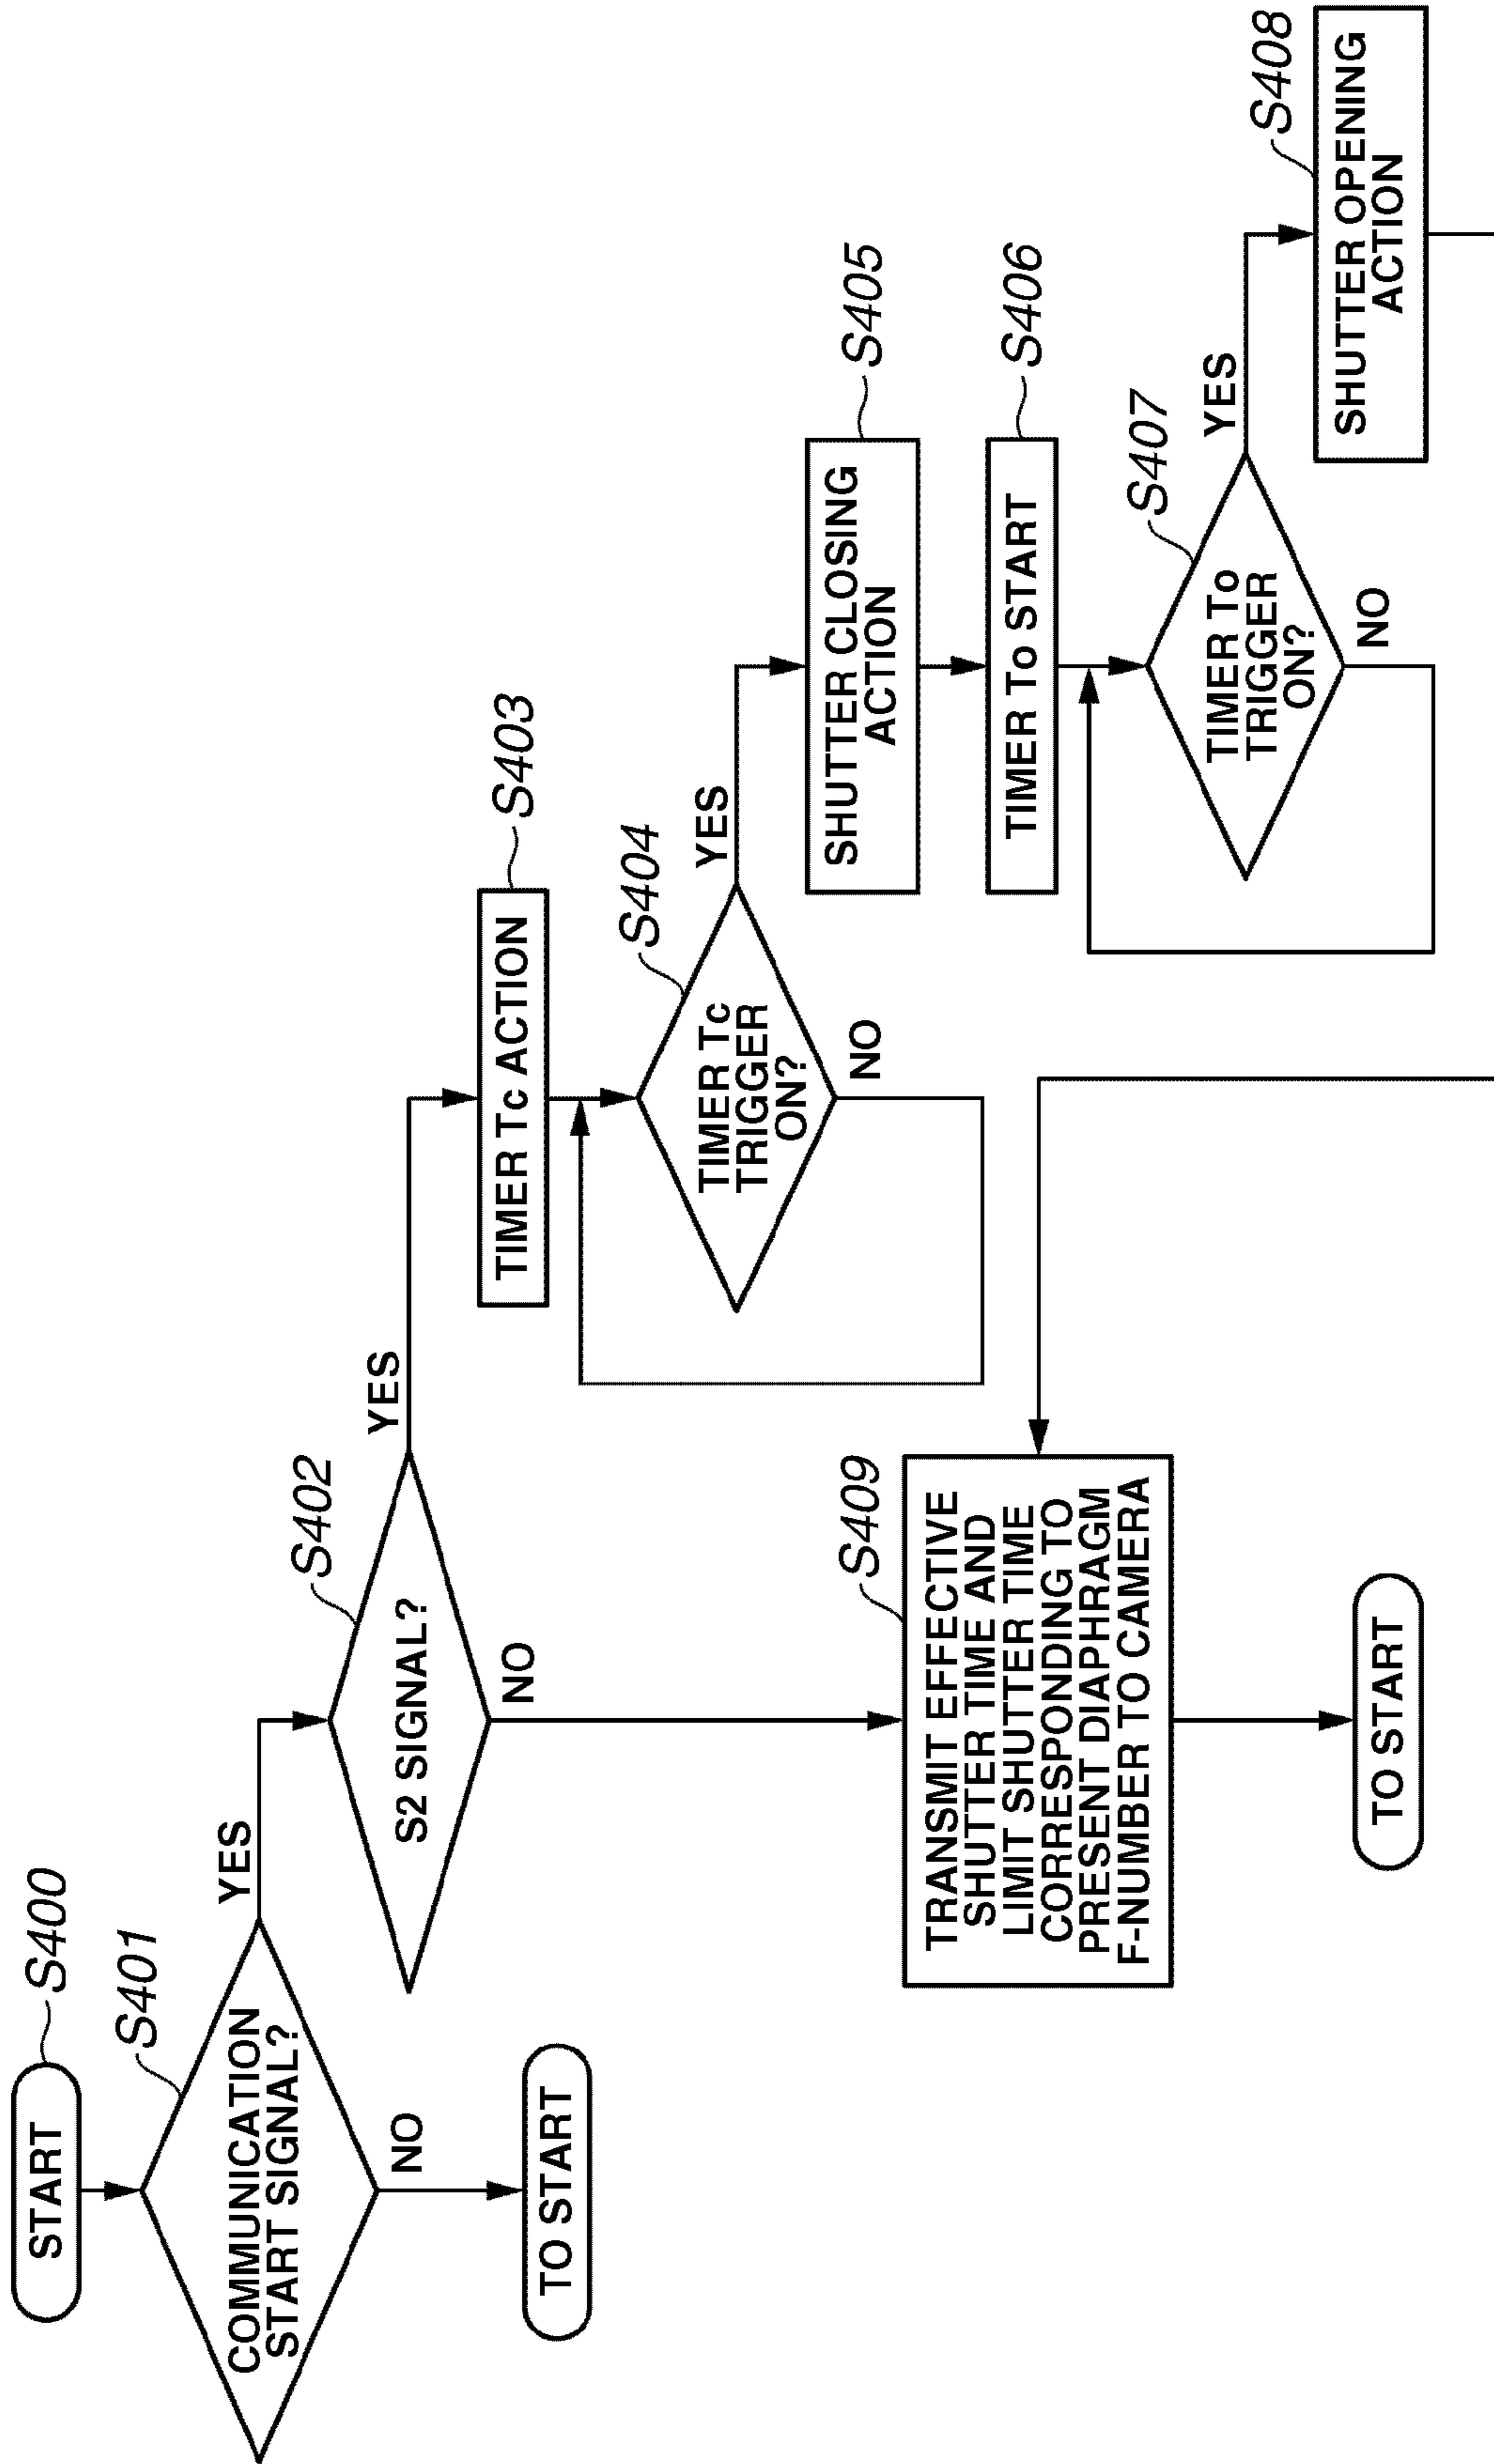 START
S400
COMMUNICATION
START SIGNAL?
S401
YES
NO
TO START
S2 SIGNAL?
S402
YES
NO
TIMER Tc ACTION
S403
TIMER Tc
TRIGGER
ON?
S404
YES
NO
SHUTTER CLOSING
ACTION
S405
TIMER To START
S406
TIMER To
TRIGGER
ON?
S407
YES
NO
SHUTTER OPENING
ACTION
S408
TRANSMIT EFFECTIVE
SHUTTER TIME AND
LIMIT SHUTTER TIME
CORRESPONDING TO
PRESENT DIAPHRAGM
F-NUMBER TO CAMERA
S409
TO START